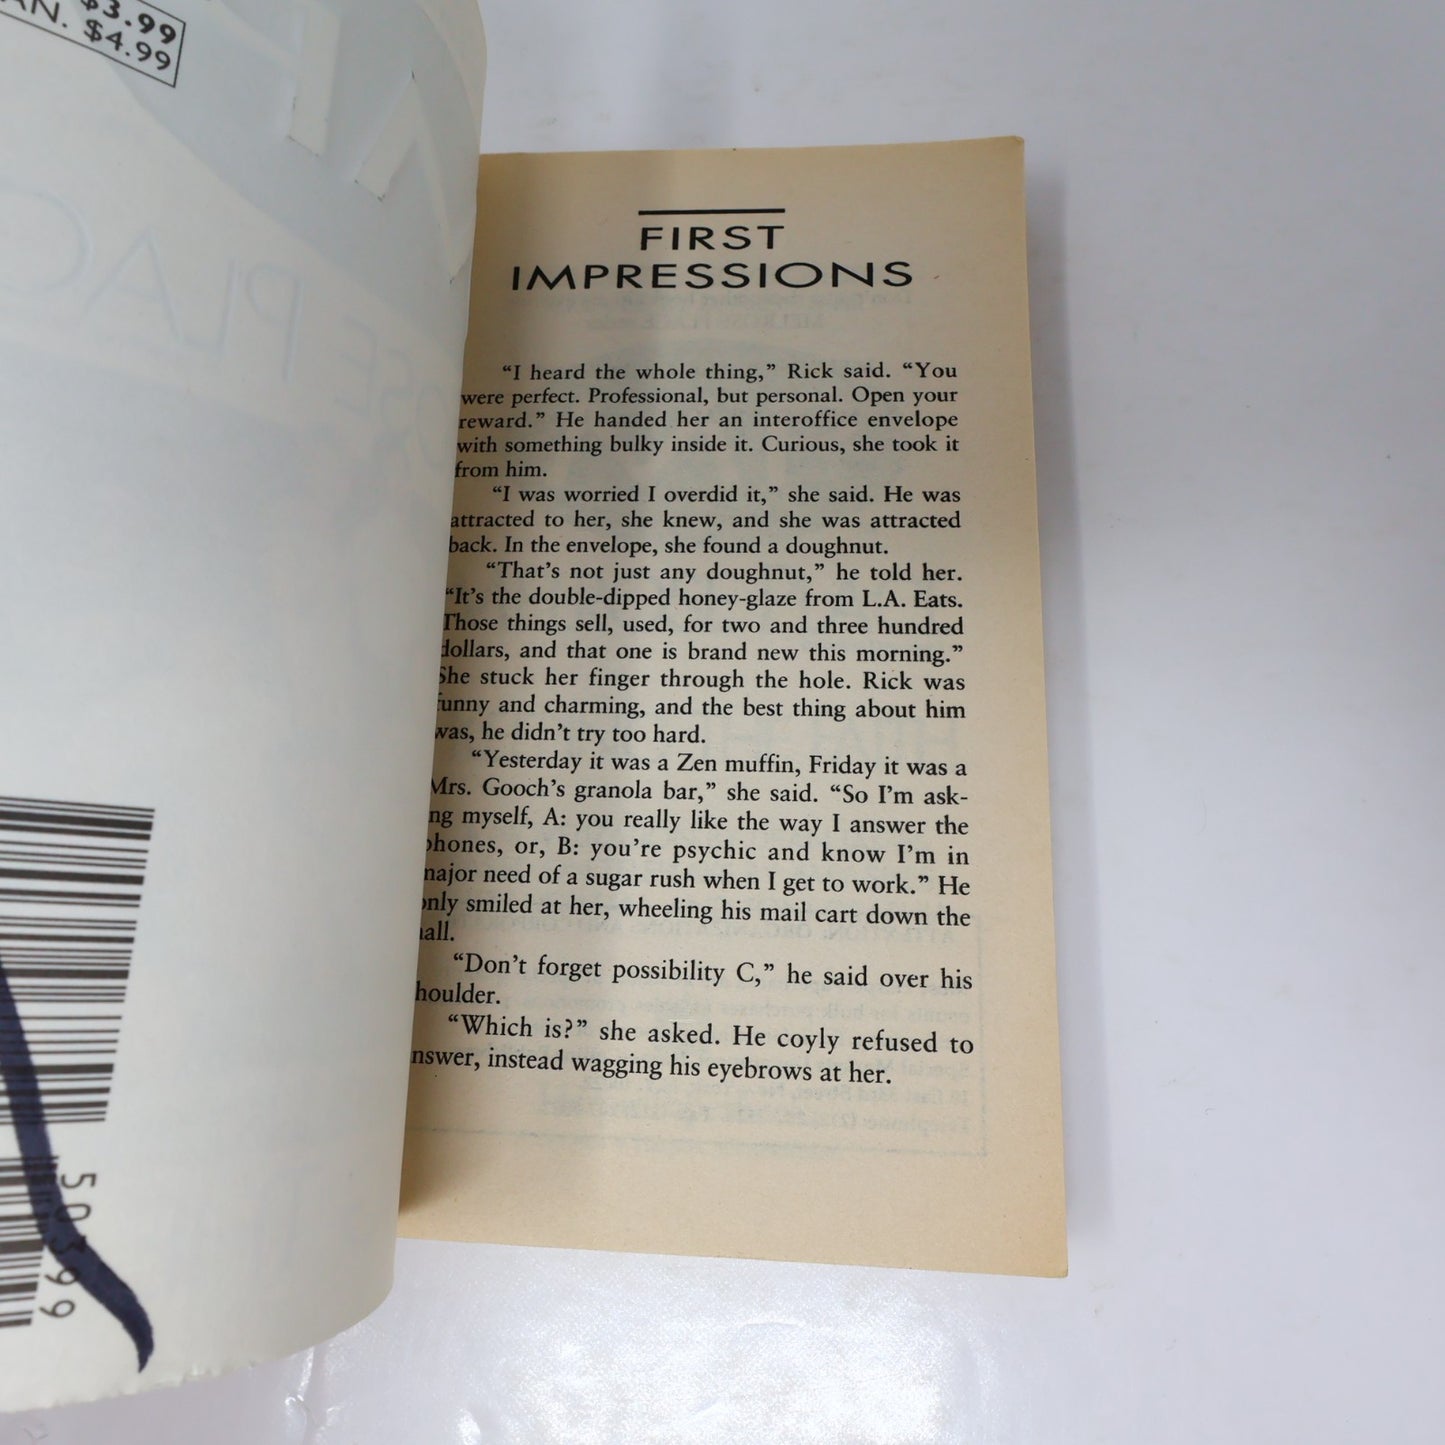 $3.99
AN. $4.99
SE PLAC
50399
FIRST
IMPRESSIONS
“I heard the whole thing,” Rick said. “You
were perfect. Professional, but personal. Open your
reward.” He handed her an interoffice envelope
with something bulky inside it. Curious, she took it
from him.
“I was worried I overdid it,” she said. He was
attracted to her, she knew, and she was attracted
back. In the envelope, she found a doughnut.
“That’s not just any doughnut,” he told her.
“It’s the double-dipped honey-glaze from L.A. Eats.
Those things sell, used, for two and three hundred
dollars, and that one is brand new this morning.”
She stuck her finger through the hole. Rick was
funny and charming, and the best thing about him
was, he didn’t try too hard.
“Yesterday it was a Zen muffin, Friday it was a
Mrs. Gooch’s granola bar,” she said. “So I’m ask-
ng myself, A: you really like the way I answer the
phones, or, B: you’re psychic and know I’m in
major need of a sugar rush when I get to work.” He
only smiled at her, wheeling his mail cart down the
hall.
“Don’t forget possibility C,” he said over his
houlder.
“Which is?” she asked. He coyly refused to
nswer, instead wagging his eyebrows at her.